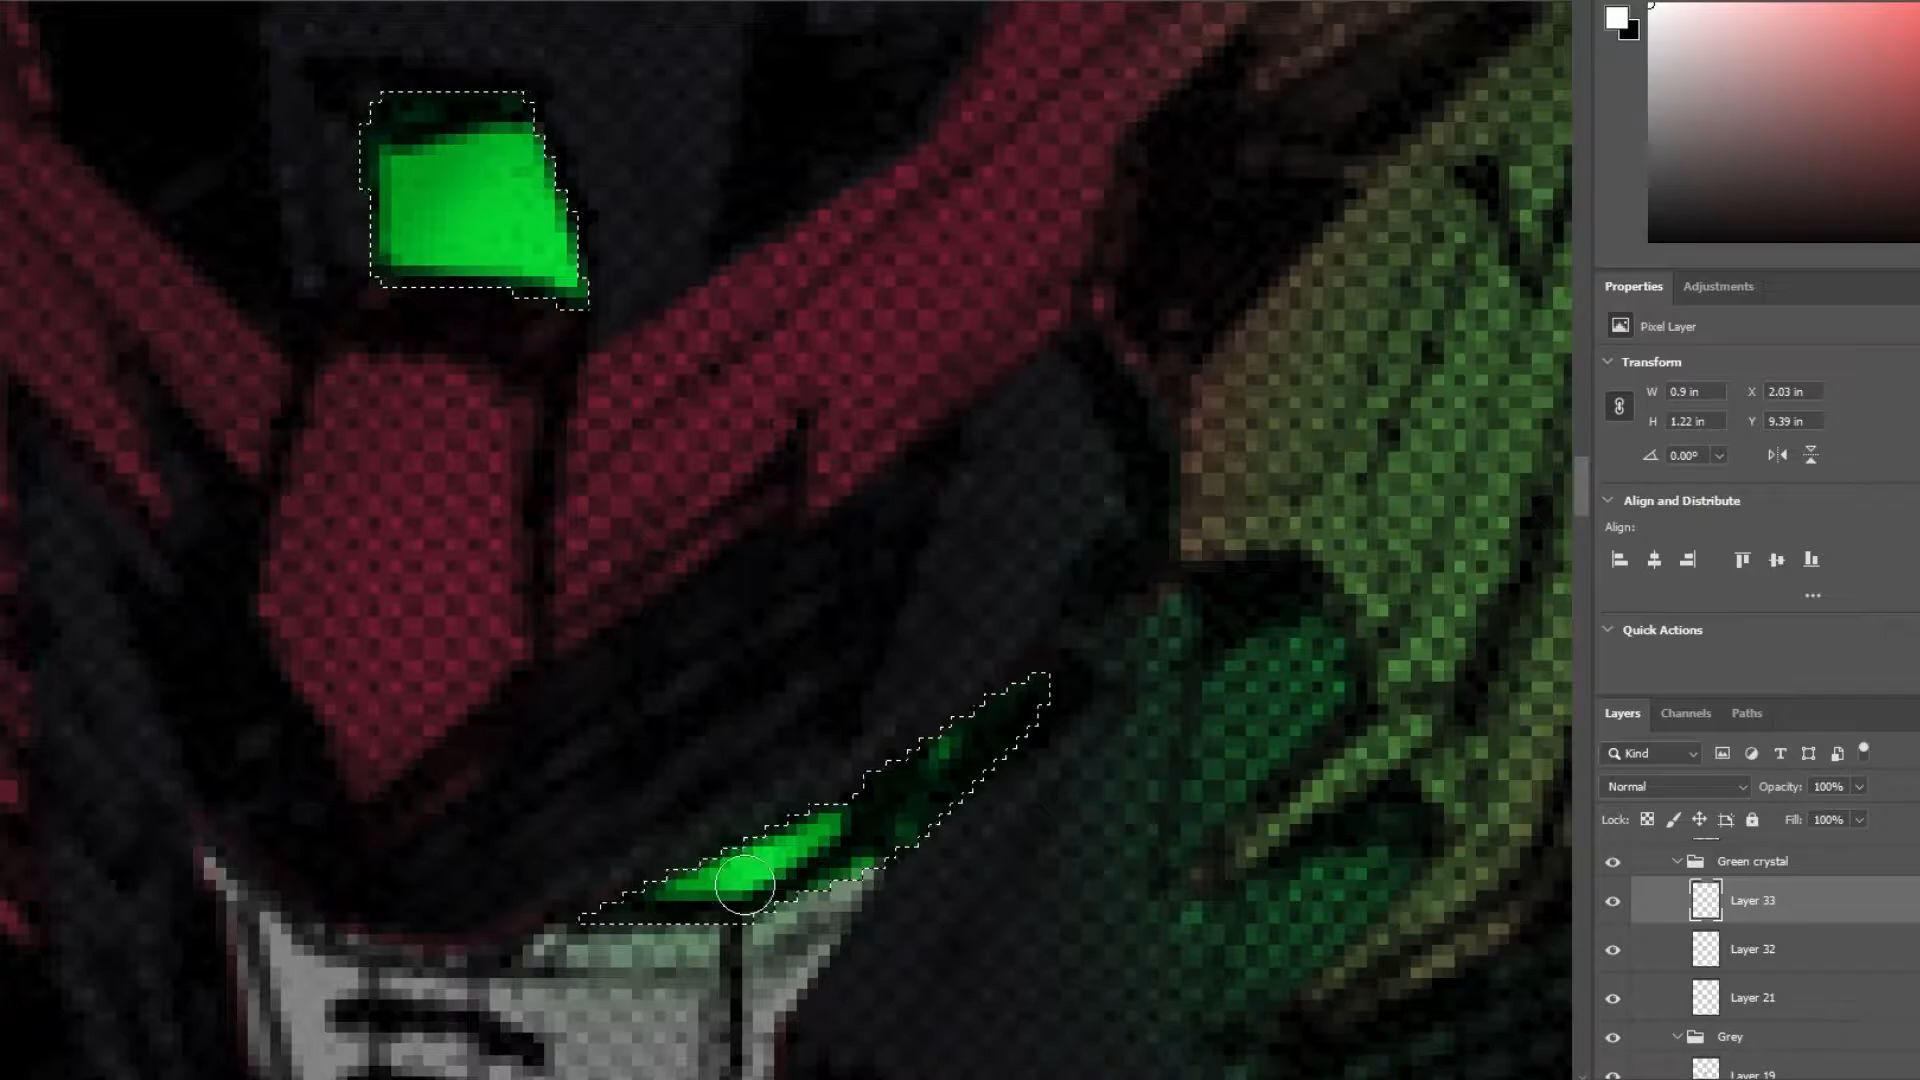 Properties Adjustments
Pixel Layer
Transform
W 0.9 in X 2.03 in
H 1.22 in Y 9.39 in
0.00°
Align and Distribute
Align:
Quick Actions
Layers Channels Paths
Kind
Normal Opacity: 100%
Lock: Fill: 100%
Green crystal
Layer 33
Layer 32
Layer 21
Grey
Layer 19